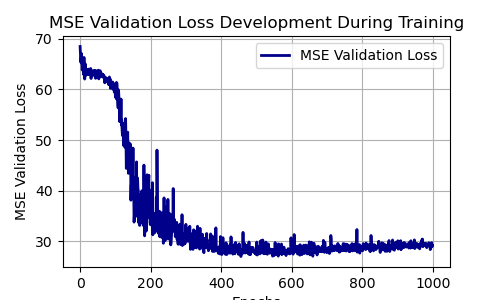 MSE Validation Loss Development During Training
MSE Validation Loss
MSE Validation Loss
70
60
50
40
30
0 200 400 600 800 1000
Epochs